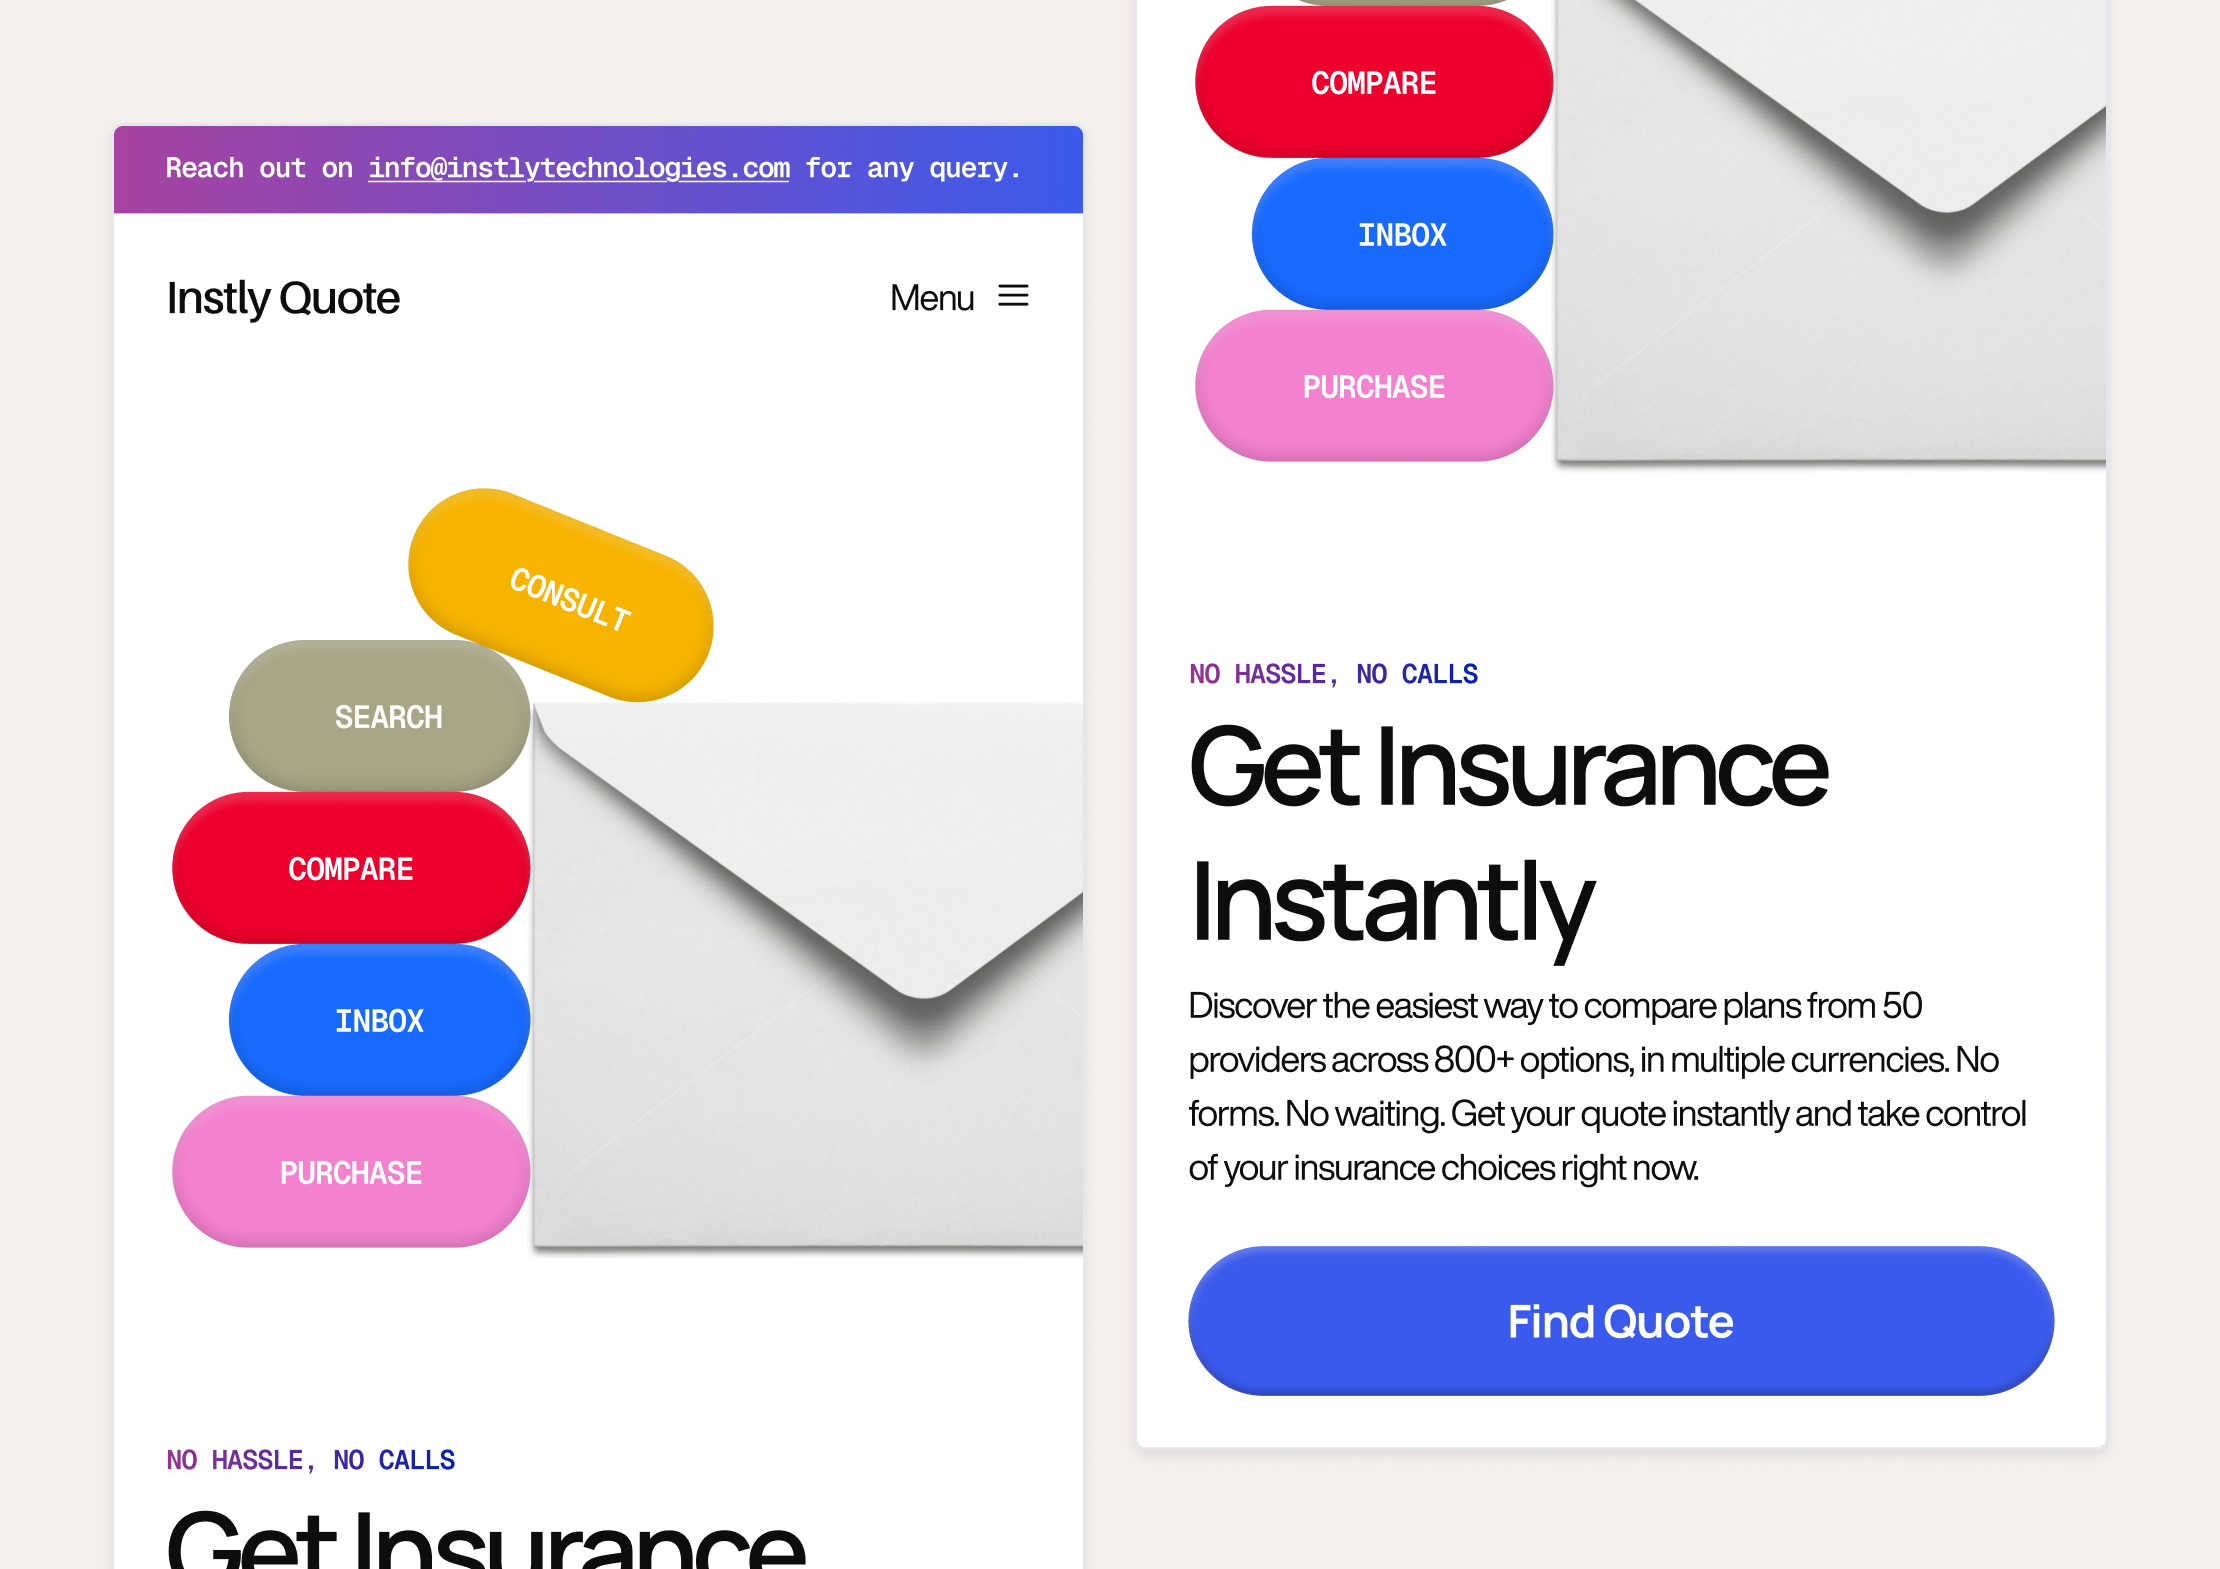 Reach out on info@instlytechnologies.com for any query.
Instly Quote
Menu
CONSULT
SEARCH
COMPARE
INBOX
PURCHASE
NO HASSLE, NO CALLS
Get Insurance
COMPARE
INBOX
PURCHASE
NO HASSLE, NO CALLS
Get Insurance
Instantly
Discover the easiest way to compare plans from 50
providers across 800+ options, in multiple currencies. No
forms. No waiting. Get your quote instantly and take control
of your insurance choices right now.
Find Quote